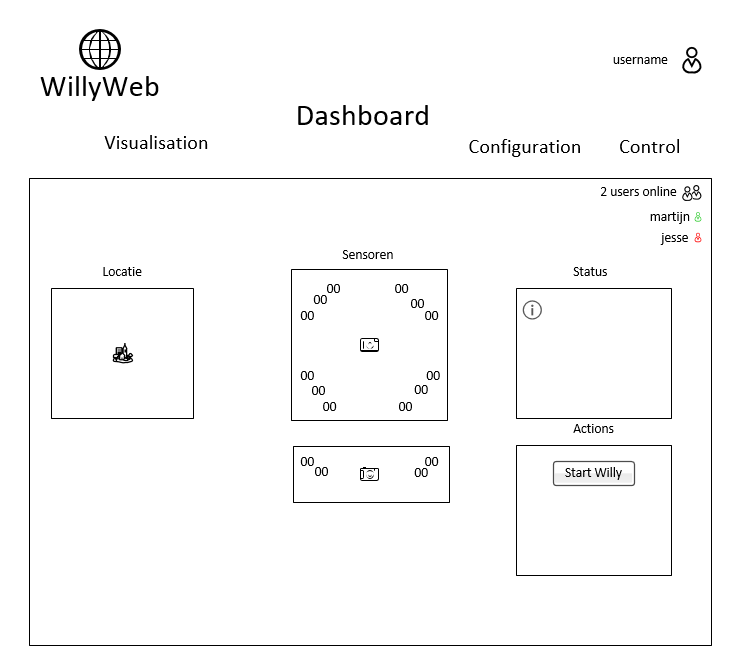 WillyWeb
username
Dashboard
Visualisation
Configuration
Control
2 users online
martijn
jesse
Locatie
00
00
00
00
00
00
00
00
00
00
00
00
Sensoren
00
00
00
00
Status
Actions
Start Willy